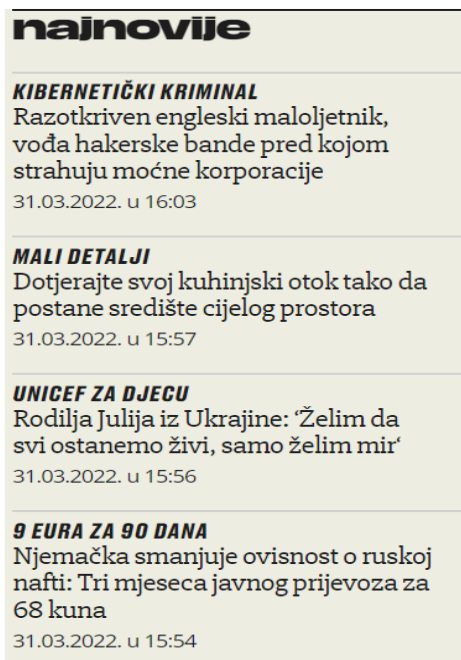 najnovije
KIBERNETIČKI KRIMINAL
Razotkriven engleski maloljetnik,
vođa hakerske bande pred kojom
strahuju moćne korporacije
31.03.2022. u 16:03
MALI DETALJI
Dotjerajte svoj kuhinjski otok tako da
postane središte cijelog prostora
31.03.2022. u 15:57
UNICEF ZA DJECU
Rodilja Julija iz Ukrajine: ‘Želim da
svi ostanemo živi, samo želim mir‘
31.03.2022. u 15:56
9 EURA ZA 90 DANA
Njemačka smanjuje ovisnost o ruskoj
nafti: Tri mjeseca javnog prijevoza za
68 kuna
31.03.2022. u 15:54